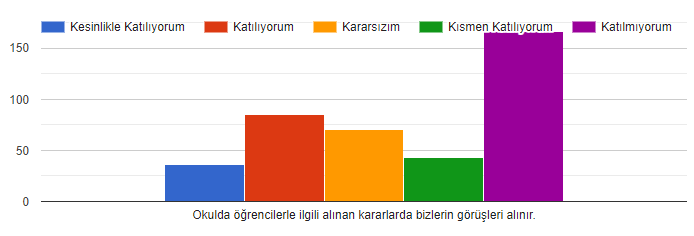 Kesinlikle Katılıyorum Katılıyorum Kararsızım Kısmen Katılıyorum Katılmıyorum
150
100
50
0
Okulda öğrencilerle ilgili alınan kararlarda bizlerin görüşleri alınır.